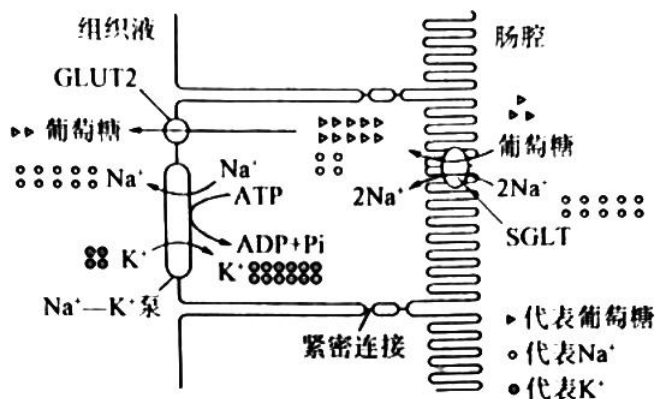 组织液
肠腔
GLUT2
葡萄糖
葡萄糖
Na⁺
Na⁺
ATP
2Na⁺
2Na⁺
SGLT
ADP+Pi
K⁺
K⁺
Na⁺—K⁺泵
紧密连接
代表葡萄糖
代表Na⁺
代表K⁺